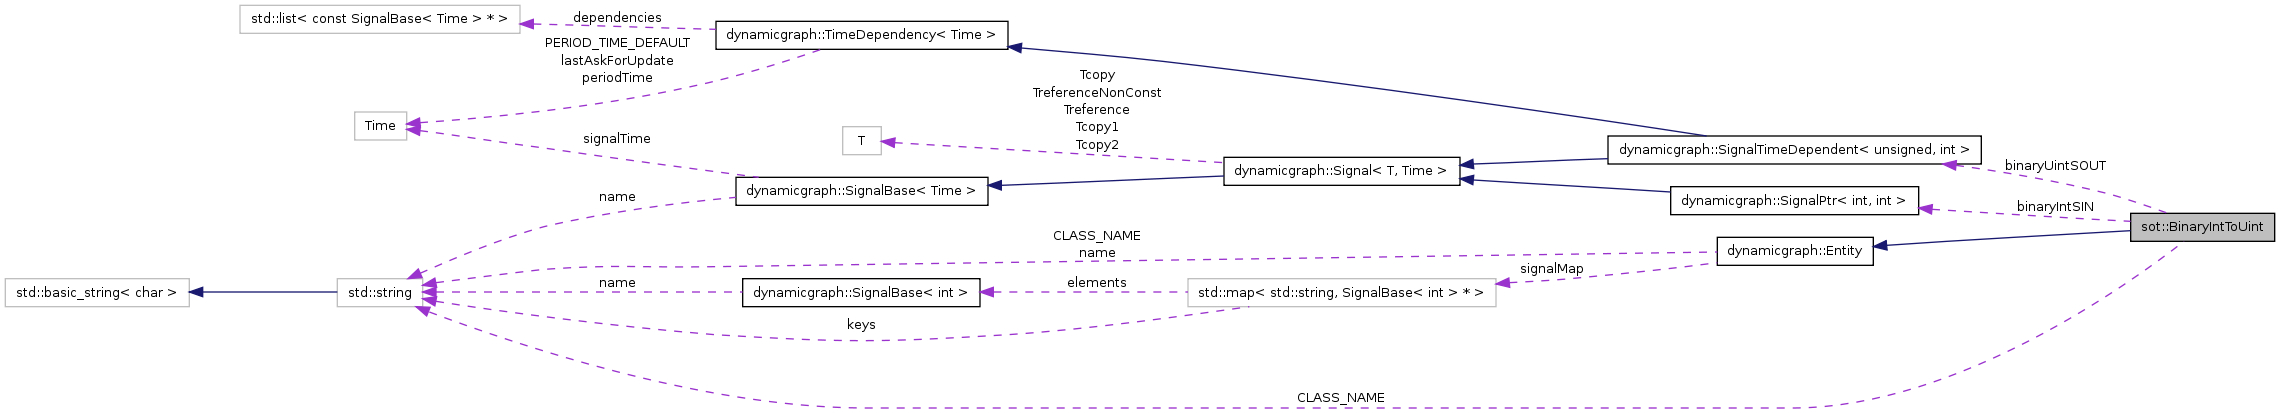 std::list< const SignalBase< Time > * >
dependencies
dynamicgraph::TimeDependency< Time >
PERIOD_TIME_DEFAULT
lastAskForUpdate
periodTime
Time
signalTime
T
Tcopy
TreferenceNonConst
Treference
Tcopy1
Tcopy2
dynamicgraph::SignalTimeDependent< unsigned, int >
binaryUintSOUT
dynamicgraph::Signal< T, Time >
dynamicgraph::SignalBase< Time >
name
dynamicgraph::SignalPtr< int, int >
binaryIntSIN
sot::BinaryIntToUint
CLASS_NAME
name
dynamicgraph::Entity
signalMap
std::basic_string< char >
std::string
name
dynamicgraph::SignalBase< int >
elements
std::map< std::string, SignalBase< int > * >
keys
CLASS_NAME